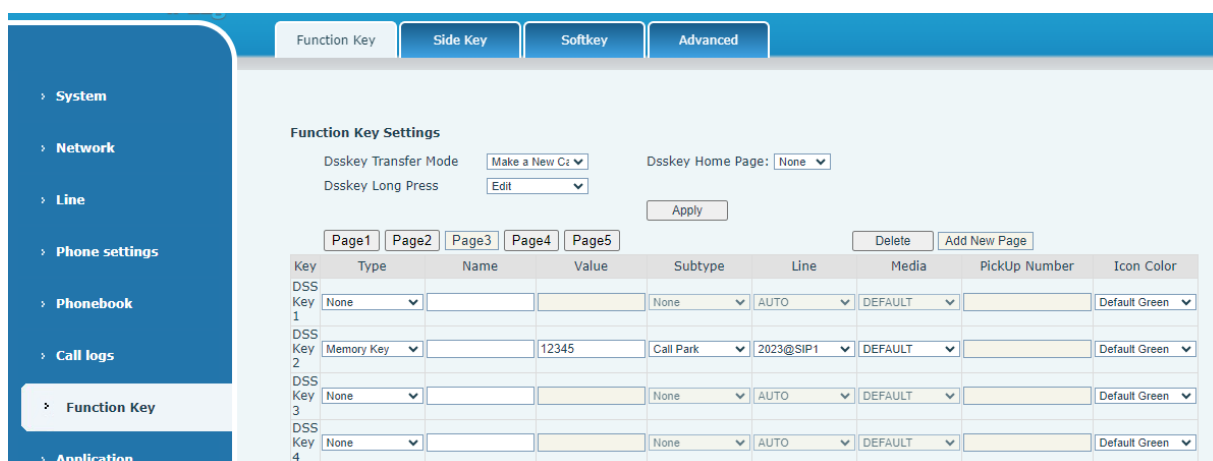 Function Key Side Key Softkey Advanced
System
Network
Line
Phone settings
Phonebook
Call logs
Function Key
Application
Function Key Settings
Dsskey Transfer Mode Make a New Ca Dsskey Home Page: None
Dsskey Long Press Edit
Apply
Page1 Page2 Page3 Page4 Page5 Delete Add New Page
Key Type Name Value Subtype Line Media PickUp Number Icon Color
DSS Key 1 None None AUTO DEFAULT Default Green
DSS Key 2 Memory Key 12345 Call Park 2023@SIP1 DEFAULT Default Green
DSS Key 3 None None AUTO DEFAULT Default Green
DSS Key 4 None None AUTO DEFAULT Default Green